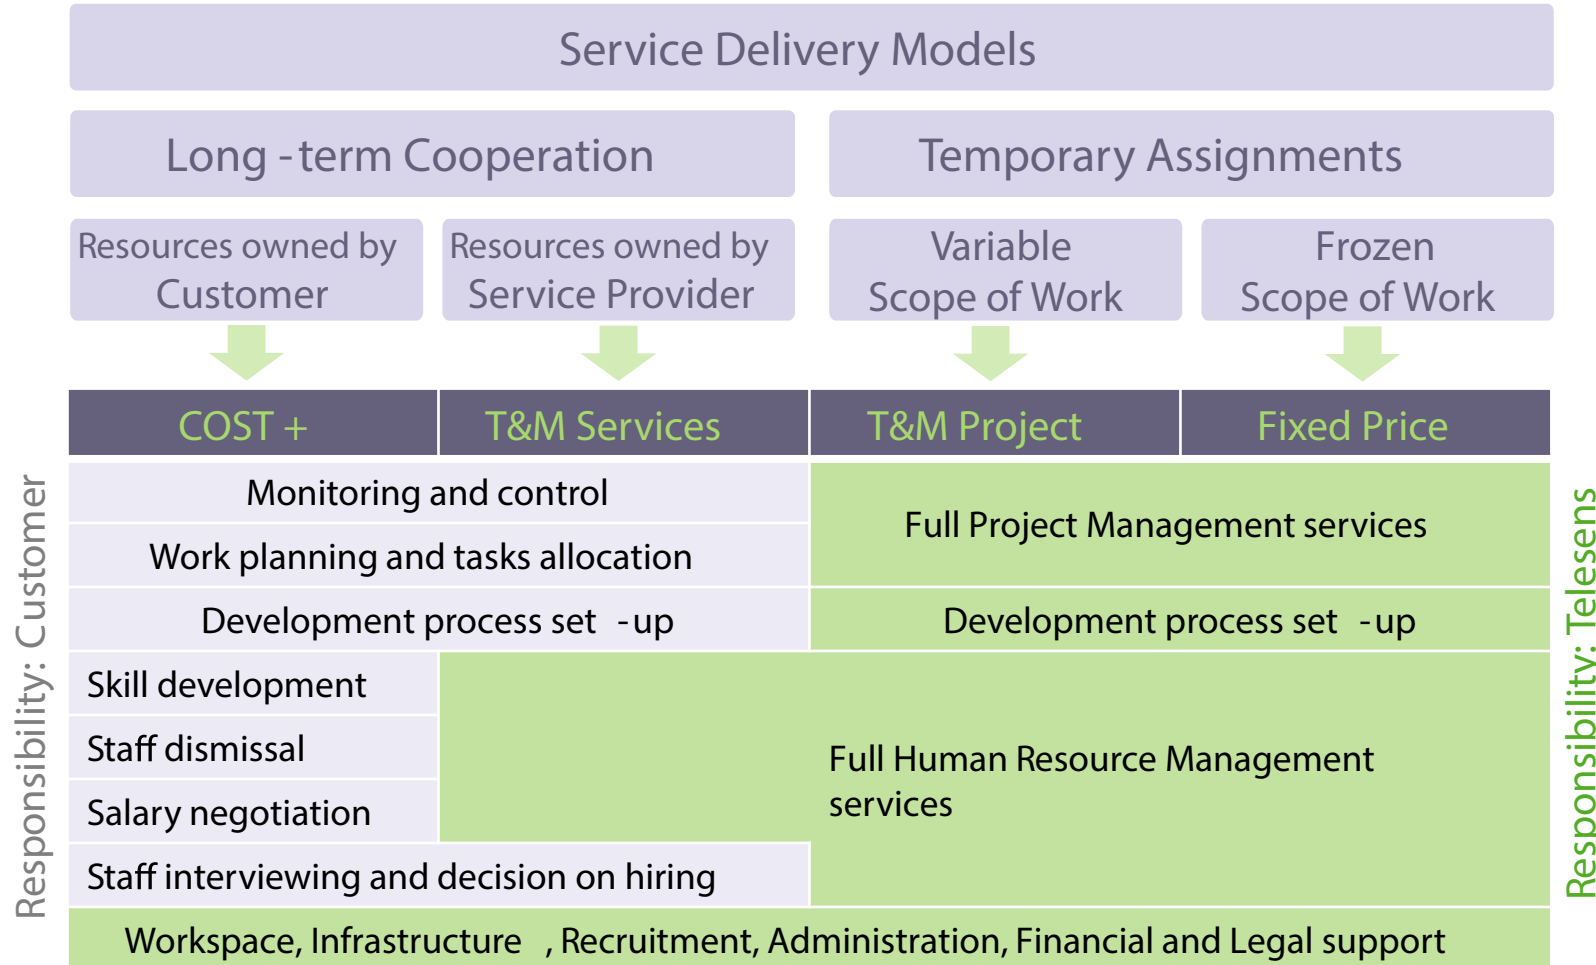 Service Delivery Models
Long -term Cooperation
Temporary Assignments
Resources owned by
Customer
Resources owned by
Service Provider
Variable
Scope of Work
Frozen
Scope of Work
COST +
T&M Services
T&M Project
Fixed Price
Responsibility: Customer
Monitoring and control
Work planning and tasks allocation
Full Project Management services
Development process set -up
Development process set -up
Skill development
Staff dismissal
Salary negotiation
Full Human Resource Management
services
Staff interviewing and decision on hiring
Workspace, Infrastructure , Recruitment, Administration, Financial and Legal support
Responsibility: Telesens